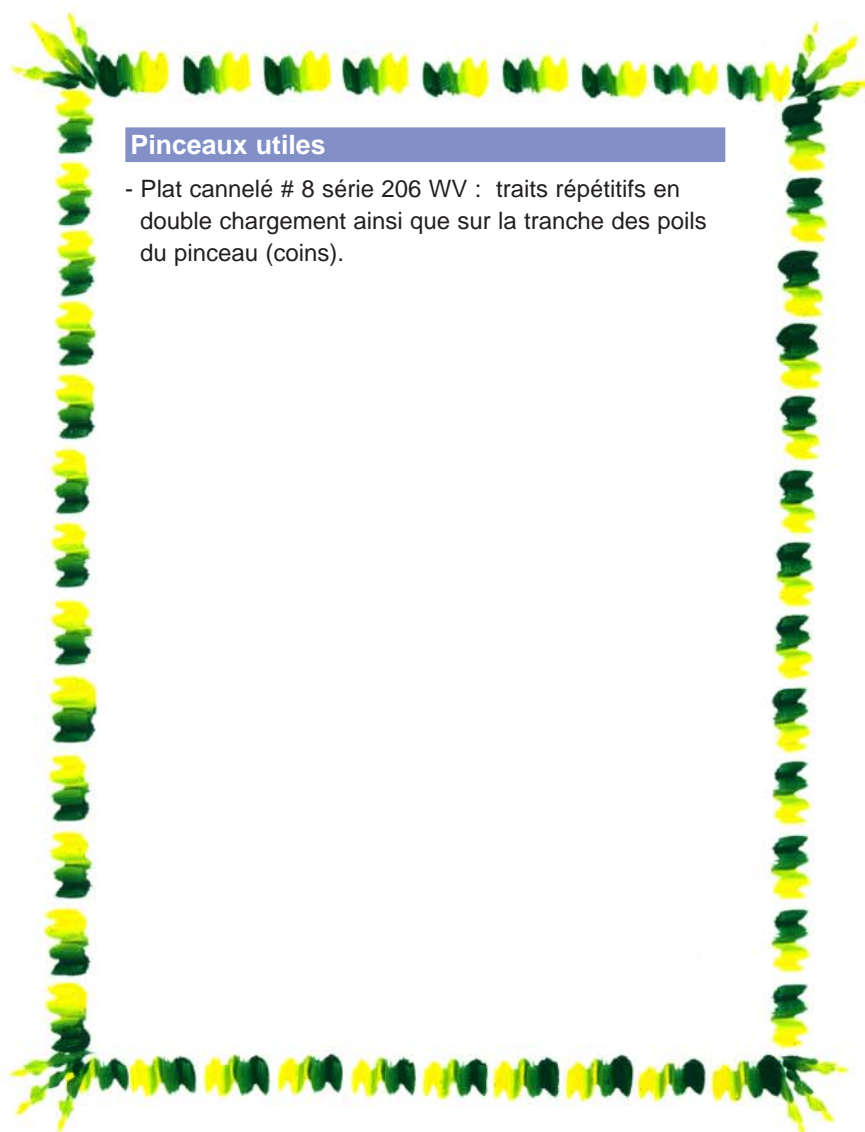 Pinceaux utiles
- Plat cannelé # 8 série 206 WV : traits répétitifs en
double chargement ainsi que sur la tranche des poils
du pinceau (coins).